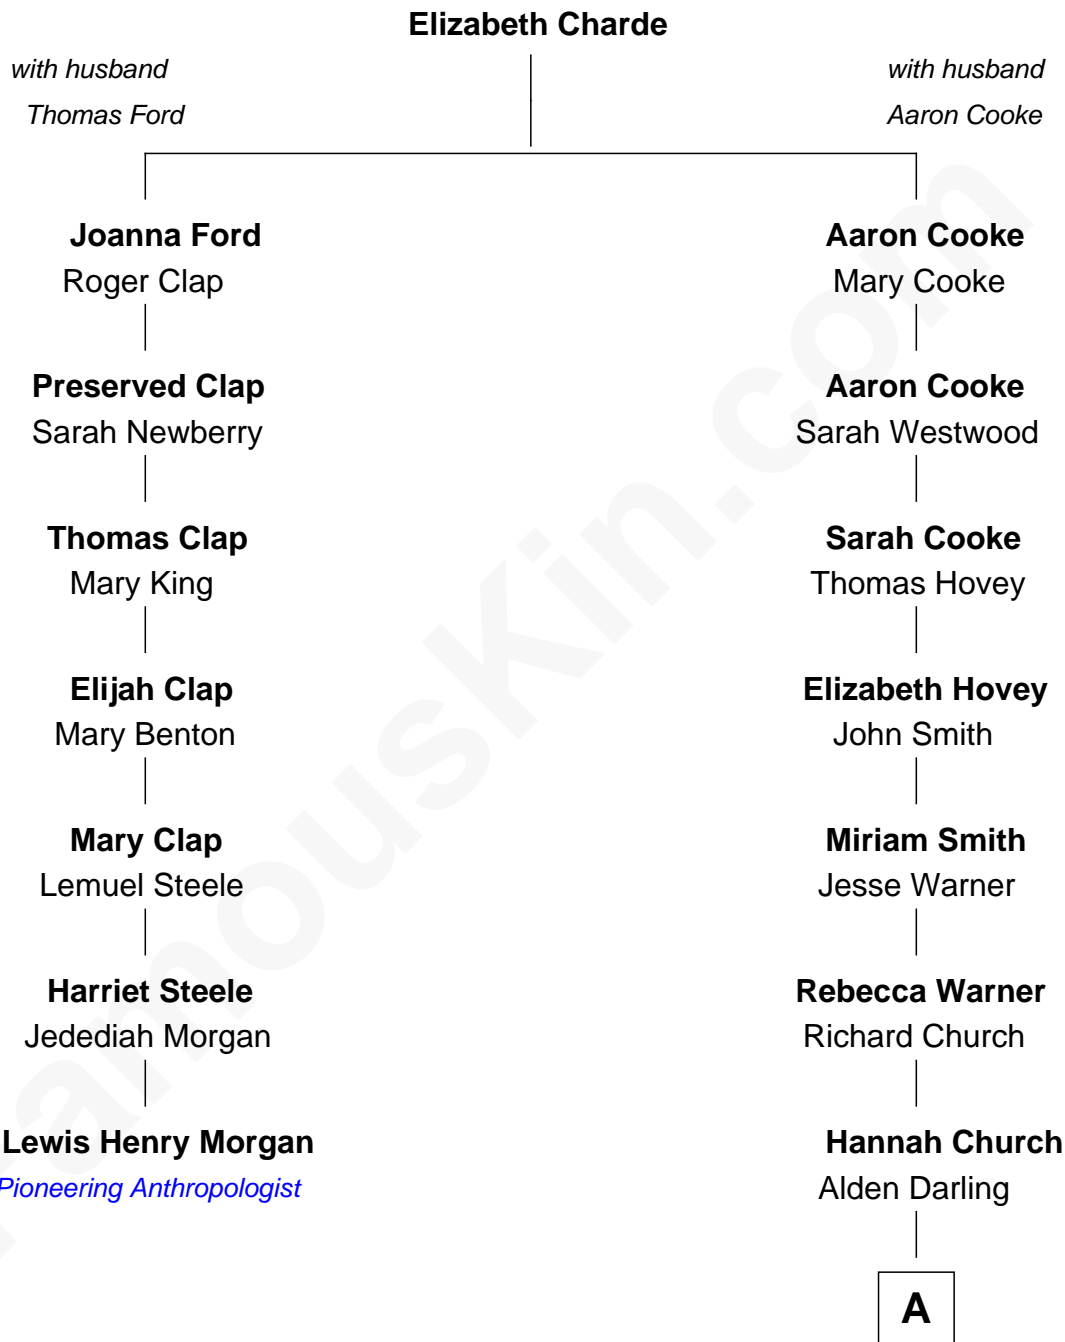 Elizabeth Charde
with husband
Thomas Ford
with husband
Aaron Cooke
Joanna Ford
Roger Clap
Aaron Cooke
Mary Cooke
Preserved Clap
Sarah Newberry
Aaron Cooke
Sarah Westwood
Thomas Clap
Mary King
Sarah Cooke
Thomas Hovey
Elijah Clap
Mary Benton
Elizabeth Hovey
John Smith
Mary Clap
Lemuel Steele
Miriam Smith
Jesse Warner
Harriet Steele
Jedediah Morgan
Rebecca Warner
Richard Church
Lewis Henry Morgan
Pioneering Anthropologist
Hannah Church
Alden Darling
A
FamousKin.com